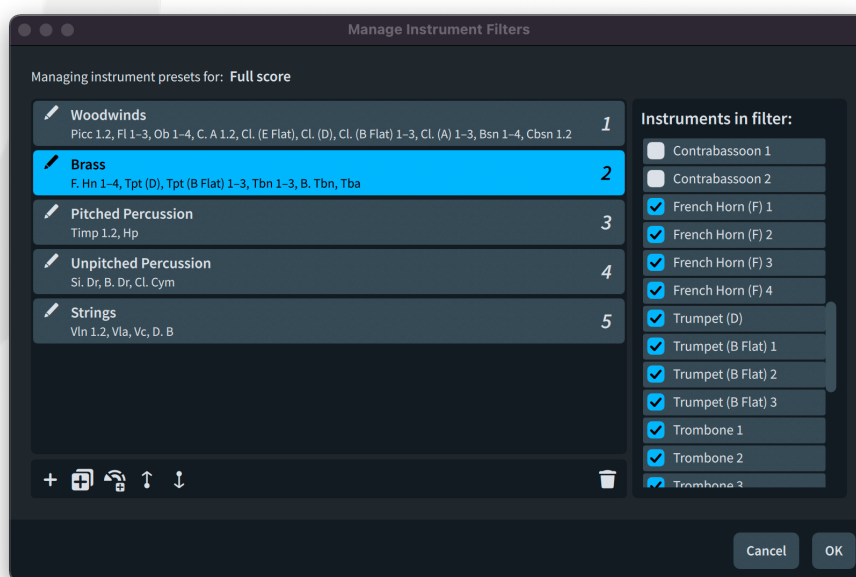 Manage Instrument Filters
Managing instrument presets for: Full score
Woodwinds
Picc 1.2, Fl 1–3, Ob 1–4, C. A 1.2, Cl. (E Flat), Cl. (D), Cl. (B Flat) 1–3, Cl. (A) 1–3, Bsn 1–4, Cbsn 1.2
1
Brass
F. Hn 1–4, Tpt (D), Tpt (B Flat) 1–3, Tbn 1–3, B. Tbn, Tba
2
Pitched Percussion
Timp 1.2, Hp
3
Unpitched Percussion
Si. Dr, B. Dr, Cl. Cym
4
Strings
Vln 1.2, Vla, Vc, D. B
5
Instruments in filter:
Contrabassoon 1
Contrabassoon 2
French Horn (F) 1
French Horn (F) 2
French Horn (F) 3
French Horn (F) 4
Trumpet (D)
Trumpet (B Flat) 1
Trumpet (B Flat) 2
Trumpet (B Flat) 3
Trombone 1
Trombone 2
Trombone 3
Cancel
OK